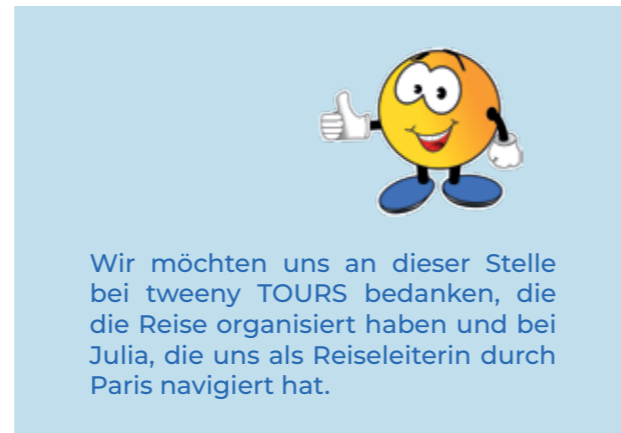 Wir möchten uns an dieser Stelle
bei tweeny TOURS bedanken, die
die Reise organisiert haben und bei
Julia, die uns als Reiseleiterin durch
Paris navigiert hat.